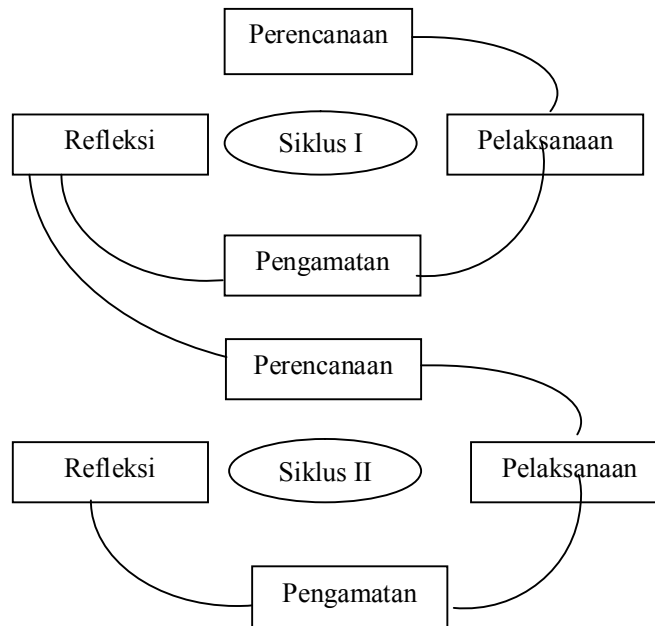 Perencanaan
Refleksi
Siklus I
Pelaksanaan
Pengamatan
Perencanaan
Refleksi
Siklus II
Pelaksanaan
Pengamatan